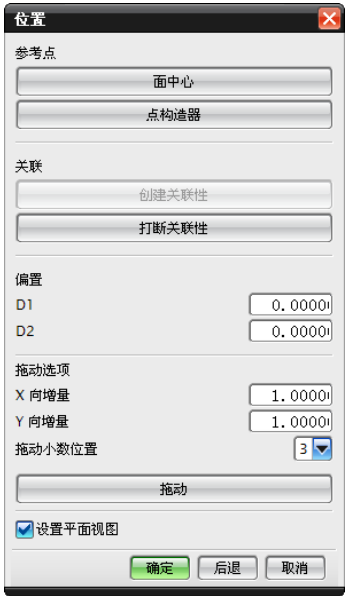 位置
参考点
面中心
点构造器
关联
创建关联性
打断关联性
偏置
D1 0.0000
D2 0.0000
拖动选项
X 向增量 1.0000
Y 向增量 1.0000
拖动小数位置 3
拖动
设置平面视图
确定 后退 取消